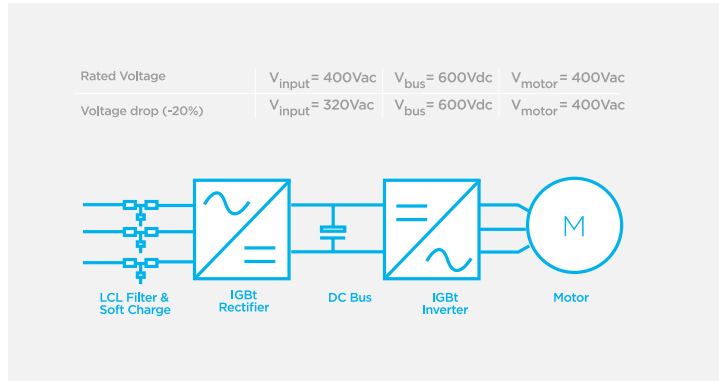 Rated Voltage Vinput= 400Vac Vbus= 600Vdc Vmotor= 400Vac
Voltage drop (-20%) Vinput= 320Vac Vbus= 600Vdc Vmotor= 400Vac
M
LCL Filter &
Soft Charge
IGBt
Rectifier
DC Bus
IGBt
Inverter
Motor